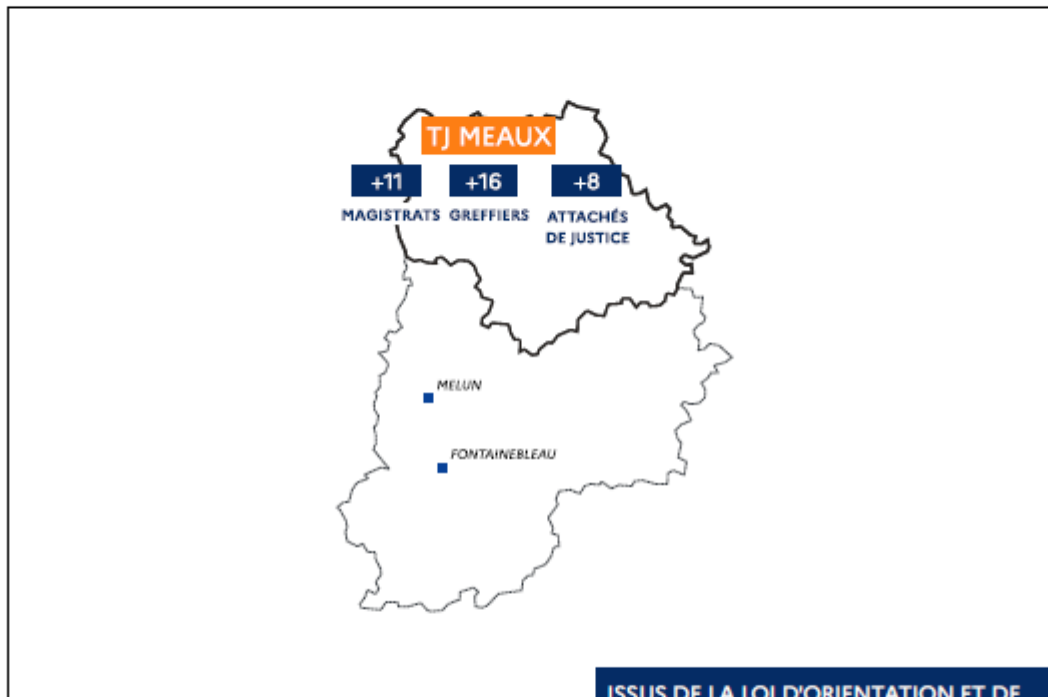 TJ MEAUX
+11 +16 +8
MAGISTRATS GREFFIERS ATTACHÉS
DE JUSTICE
MELUN
FONTAINEBLEAU
ISSUS DE LA LOI D'ORIENTATION ET DE